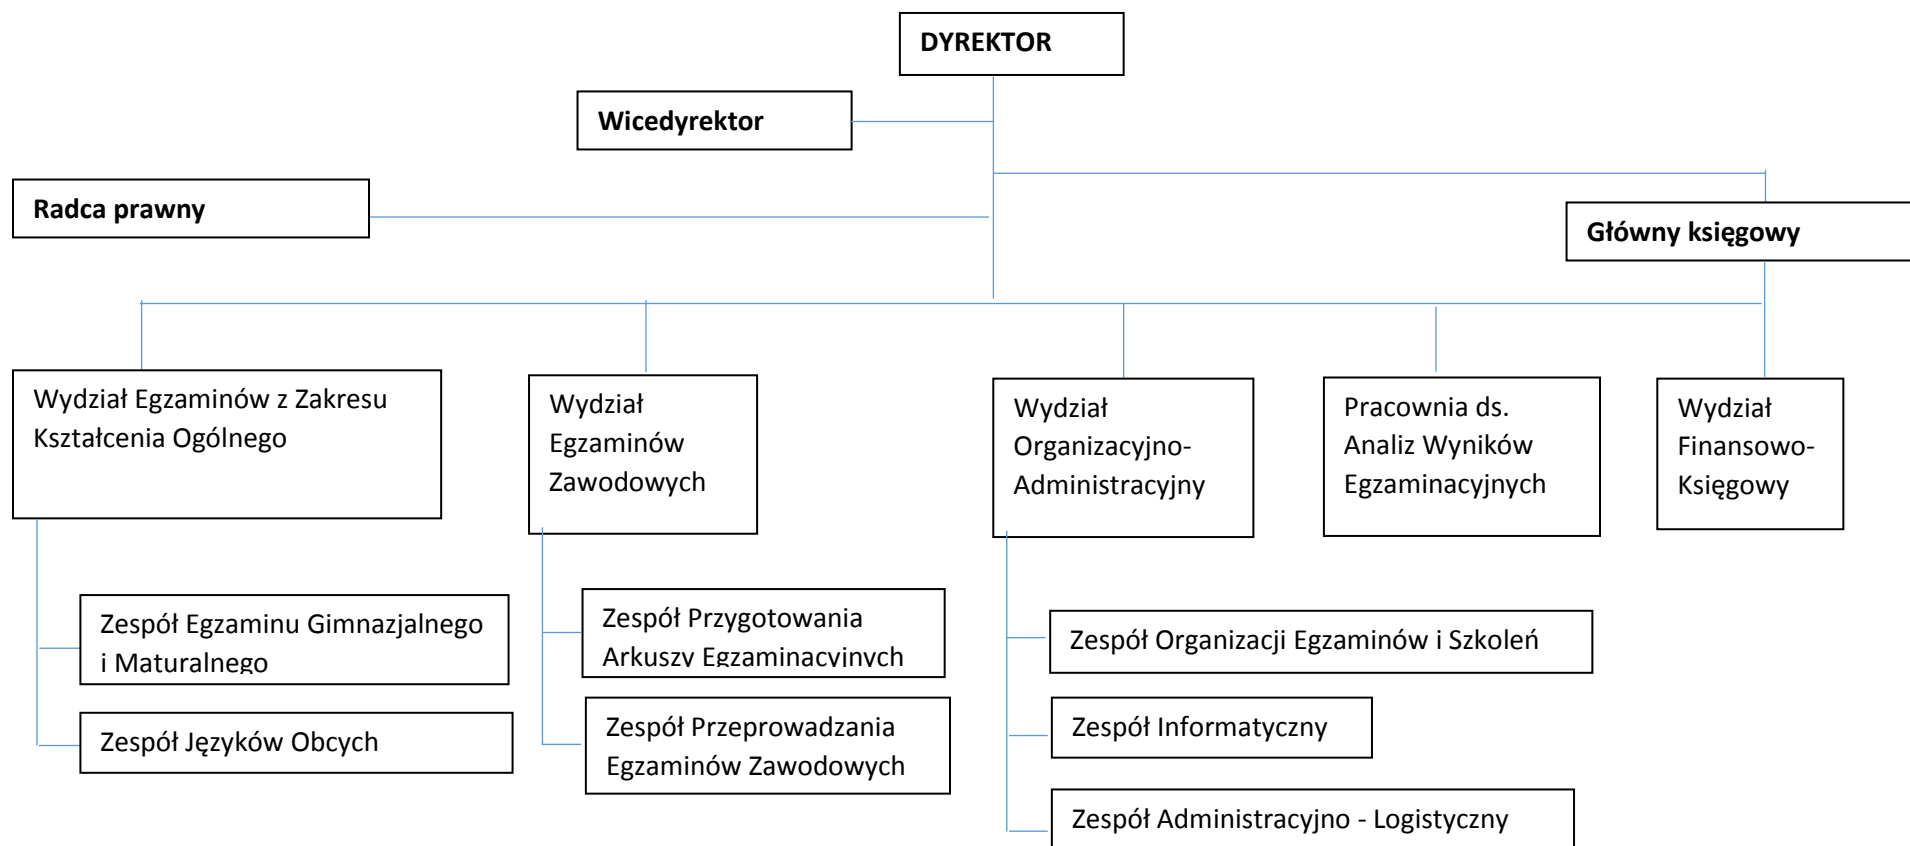 DYREKTOR
Wicedyrektor
Radca prawny
Główny księgowy
Wydział Egzaminów z Zakresu
Kształcenia Ogólnego
Wydział
Egzaminów
Zawodowych
Wydział
Organizacyjno-
Administracyjny
Pracownia ds.
Analiz Wyników
Egzaminacyjnych
Wydział
Finansowo-
Księgowy
Zespół Egzaminu Gimnazjalnego
i Maturalnego
Zespół Języków Obcych
Zespół Przygotowania
Arkuszy Egzaminacyjnych
Zespół Przeprowadzania
Egzaminów Zawodowych
Zespół Organizacji Egzaminów i Szkoleń
Zespół Informatyczny
Zespół Administracyjno - Logistyczny